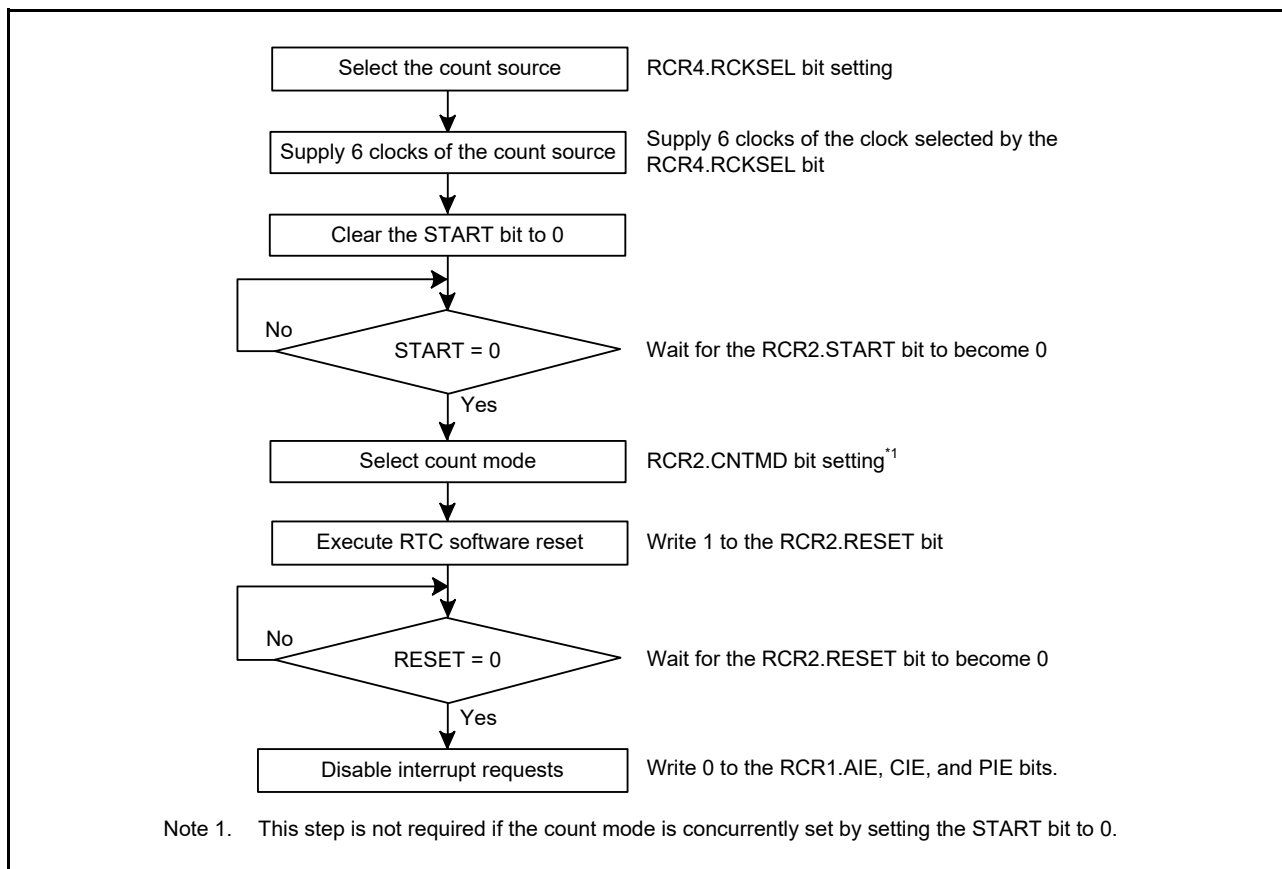 Select the count source
RCR4.RCKSEL bit setting
Supply 6 clocks of the count source
Supply 6 clocks of the clock selected by the
RCR4.RCKSEL bit
Clear the START bit to 0
No
START = 0
Wait for the RCR2.START bit to become 0
Yes
Select count mode
RCR2.CNTMD bit setting*1
Execute RTC software reset
Write 1 to the RCR2.RESET bit
No
RESET = 0
Wait for the RCR2.RESET bit to become 0
Yes
Disable interrupt requests
Write 0 to the RCR1.AIE, CIE, and PIE bits.
Note 1. This step is not required if the count mode is concurrently set by setting the START bit to 0.